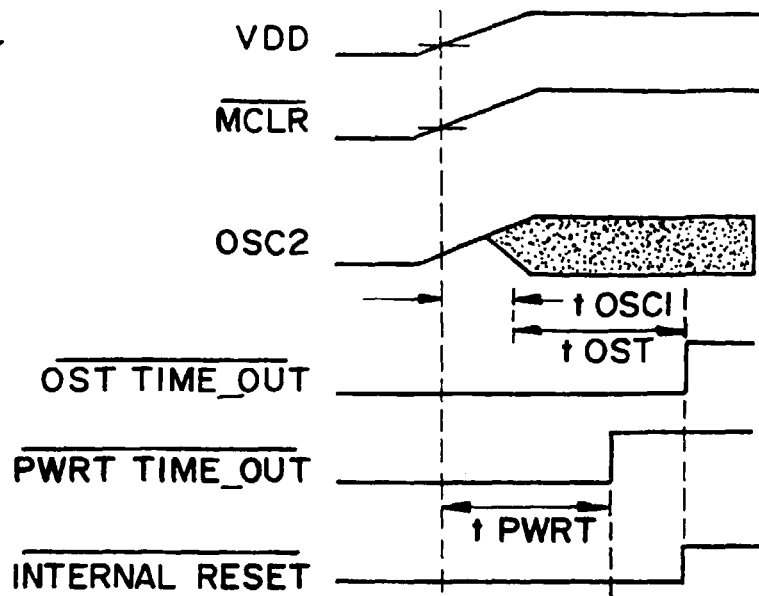 VDD
MCLR
OSC2
t OSCI
t OST
OST TIME_OUT
PWRT TIME_OUT
t PWRT
INTERNAL RESET